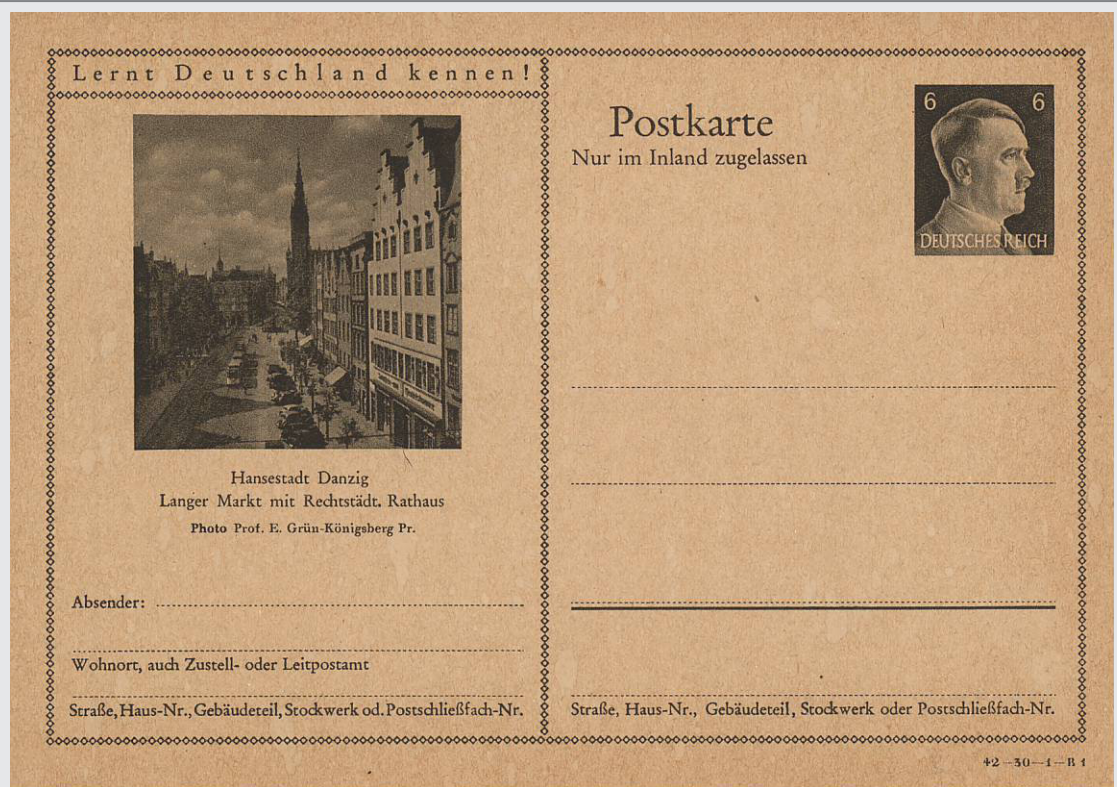 Lernt Deutschland kennen!
Hansestadt Danzig
Langer Markt mit Rechtstädt. Rathaus
Photo Prof. E. Grün-Königsberg Pr.
Absender:
Wohnort, auch Zustell- oder Leitpostamt
Straße, Haus-Nr., Gebäudeteil, Stockwerk od. Postschließfach-Nr.
Postkarte
Nur im Inland zugelassen
6 6
DEUTSCHES REICH
Straße, Haus-Nr., Gebäudeteil, Stockwerk oder Postschließfach-Nr.
42-30-1-B 1